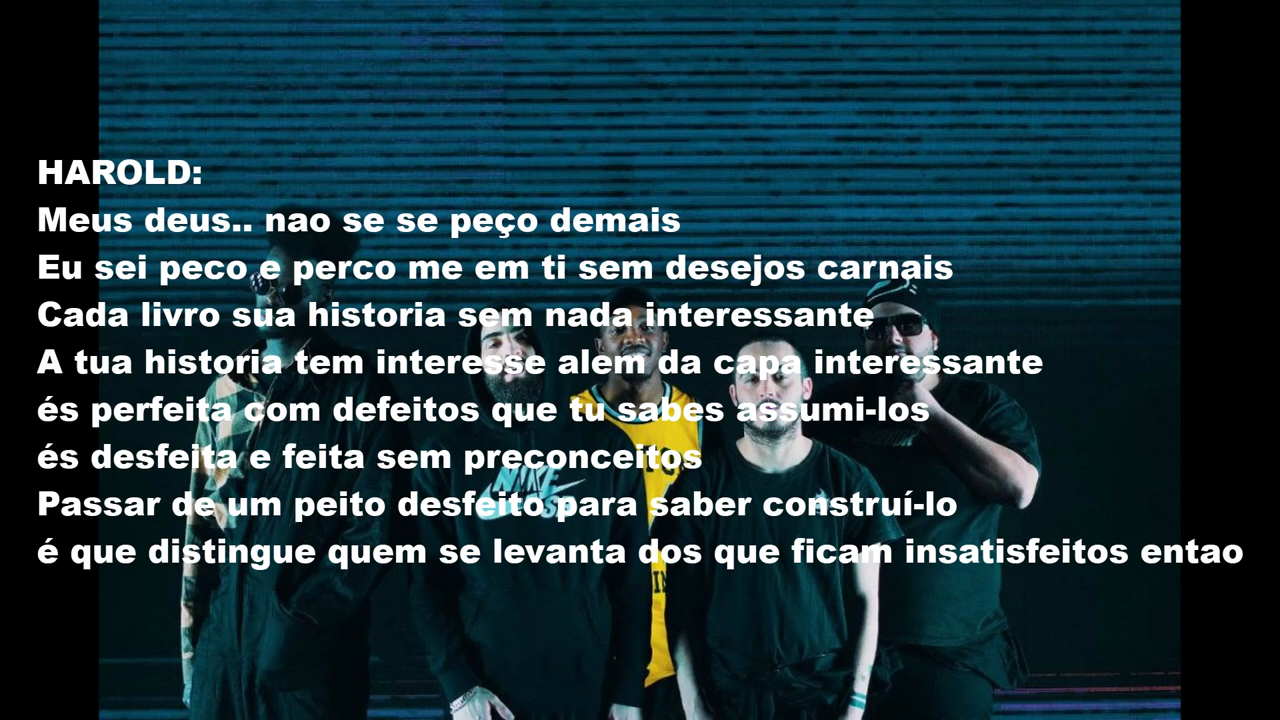 HAROLD:
Meus deus.. nao se se peço demais
Eu sei peco e perco me em ti sem desejos carnais
Cada livro sua historia sem nada interessante
A tua historia tem interesse alem da capa interessante
és perfeita com defeitos que tu sabes assumi-los
és desfeita e feita sem preconceitos
Passar de um peito desfeito para saber construí-lo
é que distingue quem se levanta dos que ficam insatisfeitos entao
NIKE